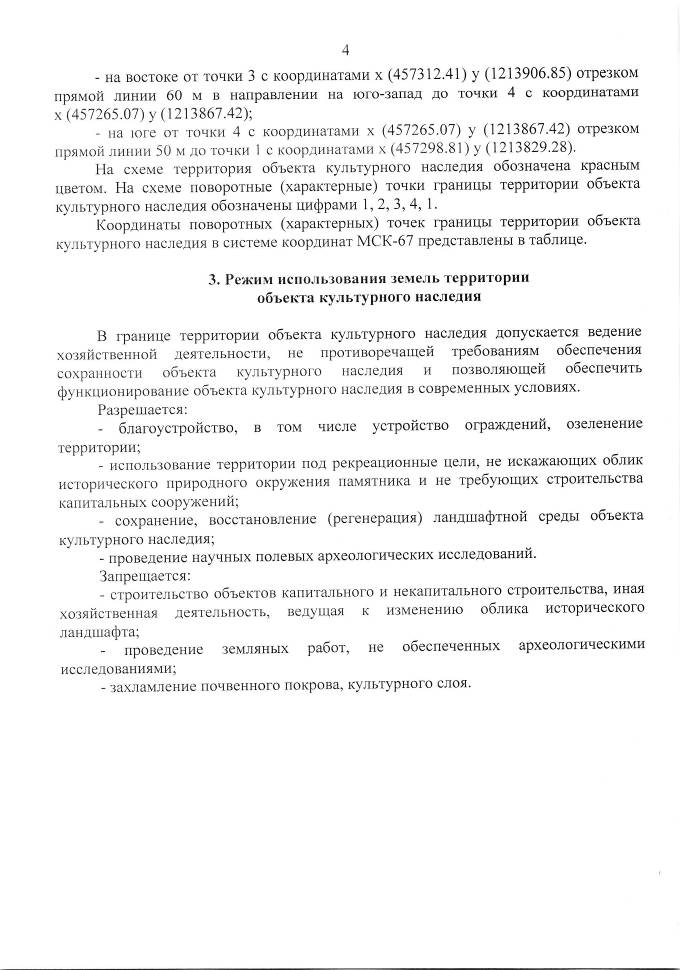 4
- на востоке от точки 3 с координатами x (457312.41) y (1213906.85) отрезком
прямой линии 60 м в направлении на юго-запад до точки 4 с координатами
x (457265.07) y (1213867.42);
- на юге от точки 4 с координатами x (457265.07) y (1213867.42) отрезком
прямой линии 50 м до точки 1 с координатами x (457298.81) y (1213829.28).
На схеме территория объекта культурного наследия обозначена красным
цветом. На схеме поворотные (характерные) точки границы территории объекта
культурного наследия обозначены цифрами 1, 2, 3, 4, 1.
Координаты поворотных (характерных) точек границы территории объекта
культурного наследия в системе координат МСК-67 представлены в таблице.
3. Режим использования земель территории
объекта культурного наследия
В границе территории объекта культурного наследия допускается ведение
хозяйственной деятельности, не противоречащей требованиям обеспечения
сохранности объекта культурного наследия и позволяющей обеспечить
функционирование объекта культурного наследия в современных условиях.
Разрешается:
- благоустройство, в том числе устройство ограждений, озеленение
территории;
- использование территории под рекреационные цели, не искажающих облик
исторического природного окружения памятника и не требующих строительства
капитальных сооружений;
- сохранение, восстановление (регенерация) ландшафтной среды объекта
культурного наследия;
- проведение научных полевых археологических исследований.
Запрещается:
- строительство объектов капитального и некапитального строительства, иная
хозяйственная деятельность, ведущая к изменению облика исторического
ландшафта;
- проведение земляных работ, не обеспеченных археологическими
исследованиями;
- захламление почвенного покрова, культурного слоя.